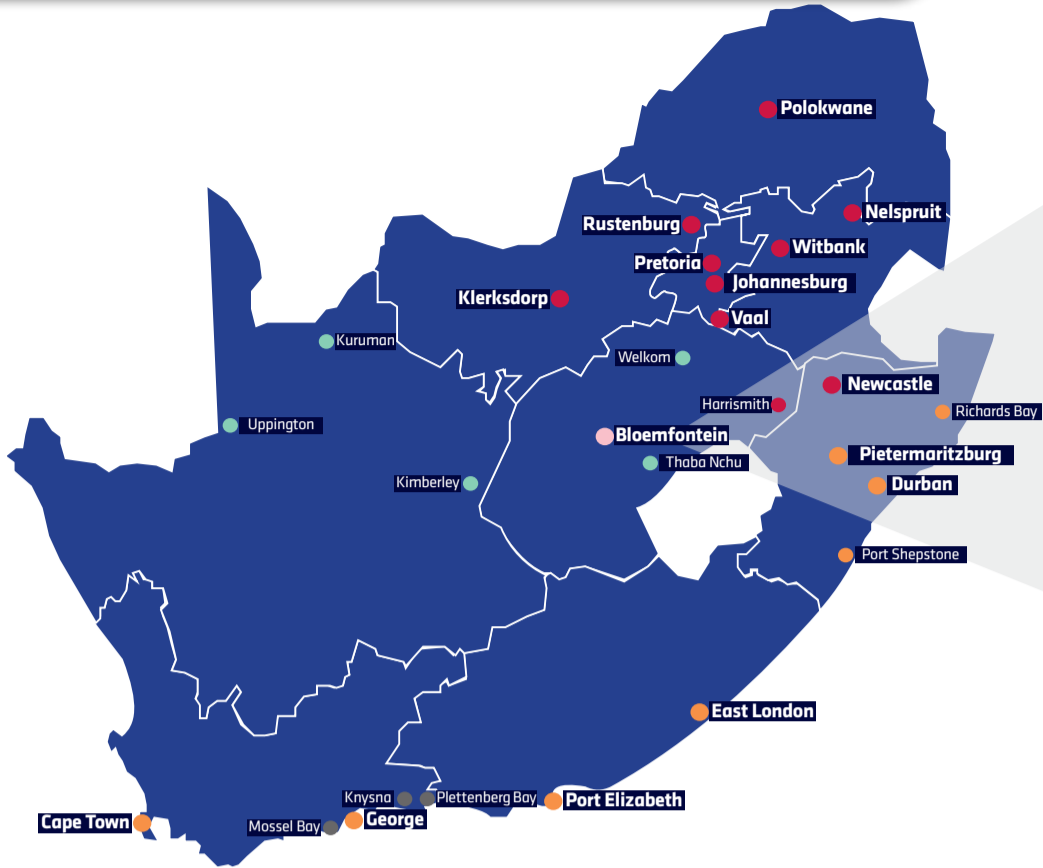 Polokwane
Nelspruit
Rustenburg
Witbank
Pretoria
Johannesburg
Klerksdorp
Vaal
Kuruman
Welkom
Newcastle
Harrismith
Richards Bay
Uppington
Bloemfontein
Pietermaritzburg
Thaba Nchu
Kimberley
Durban
Port Shepstone
East London
Knysna
Plettenberg Bay
Port Elizabeth
Cape Town
Mossel Bay
George